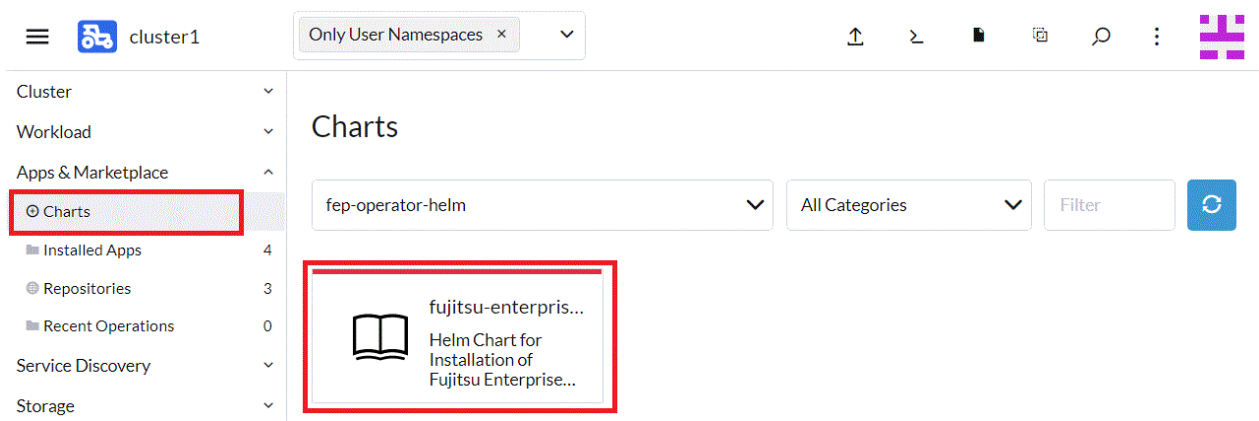 cluster1
Only User Namespaces ×
Cluster
Workload
Apps & Marketplace
Charts
Installed Apps 4
Repositories 3
Recent Operations 0
Service Discovery
Storage
Charts
fep-operator-helm
All Categories
Filter
fujitsu-enterpris...
Helm Chart for
Installation of
Fujitsu Enterprise...